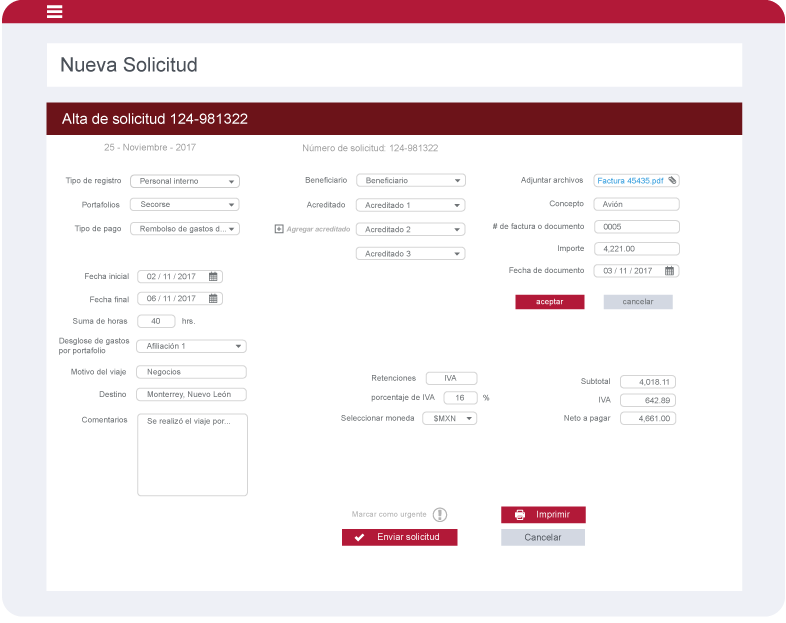 Nueva Solicitud
Alta de solicitud 124-981322
25 - Noviembre - 2017
Número de solicitud: 124-981322
Tipo de registro Personal interno
Portafolios Secorse
Tipo de pago Rembolso de gastos d...
Beneficiario Beneficiario
Acreditado Acreditado 1
Agregar acreditado Acreditado 2
Acreditado 3
Adjuntar archivos Factura 45435.pdf
Concepto Avión
# de factura o documento 0005
Importe 4,221.00
Fecha de documento 03 / 11 / 2017
aceptar cancelar
Fecha inicial 02 / 11 / 2017
Fecha final 06 / 11 / 2017
Suma de horas 40 hrs.
Desglose de gastos
por portafolio Afiliación 1
Motivo del viaje Negocios
Destino Monterrey, Nuevo León
Comentarios Se realizó el viaje por...
Retenciones IVA
porcentaje de IVA 16 %
Seleccionar moneda $MXN
Subtotal 4,018.11
IVA 642.89
Neto a pagar 4,661.00
Marcar como urgente
Imprimir
Enviar solicitud
Cancelar